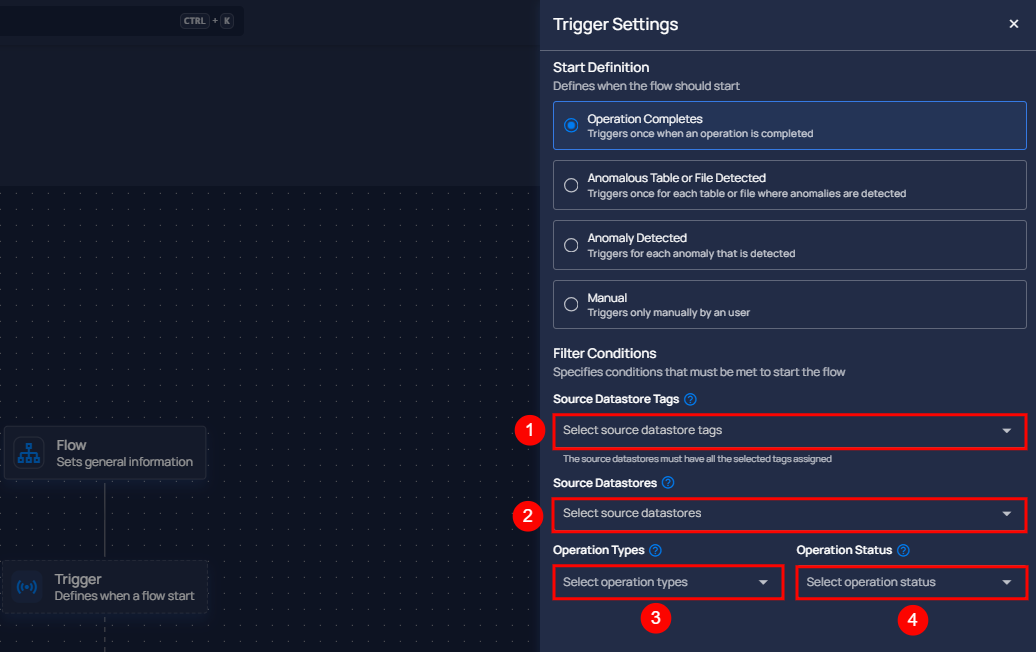 CTRL + K
Trigger Settings
Start Definition
Defines when the flow should start
Operation Completes
Triggers once when an operation is completed
Anomalous Table or File Detected
Triggers once for each table or file where anomalies are detected
Anomaly Detected
Triggers for each anomaly that is detected
Manual
Triggers only manually by an user
Filter Conditions
Specifies conditions that must be met to start the flow
Source Datastore Tags ?
1
Select source datastore tags
The source datastores must have all the selected tags assigned
Source Datastores ?
2
Select source datastores
Operation Types ?
Operation Status ?
Select operation types
Select operation status
3
4
Flow
Sets general information
Trigger
Defines when a flow start